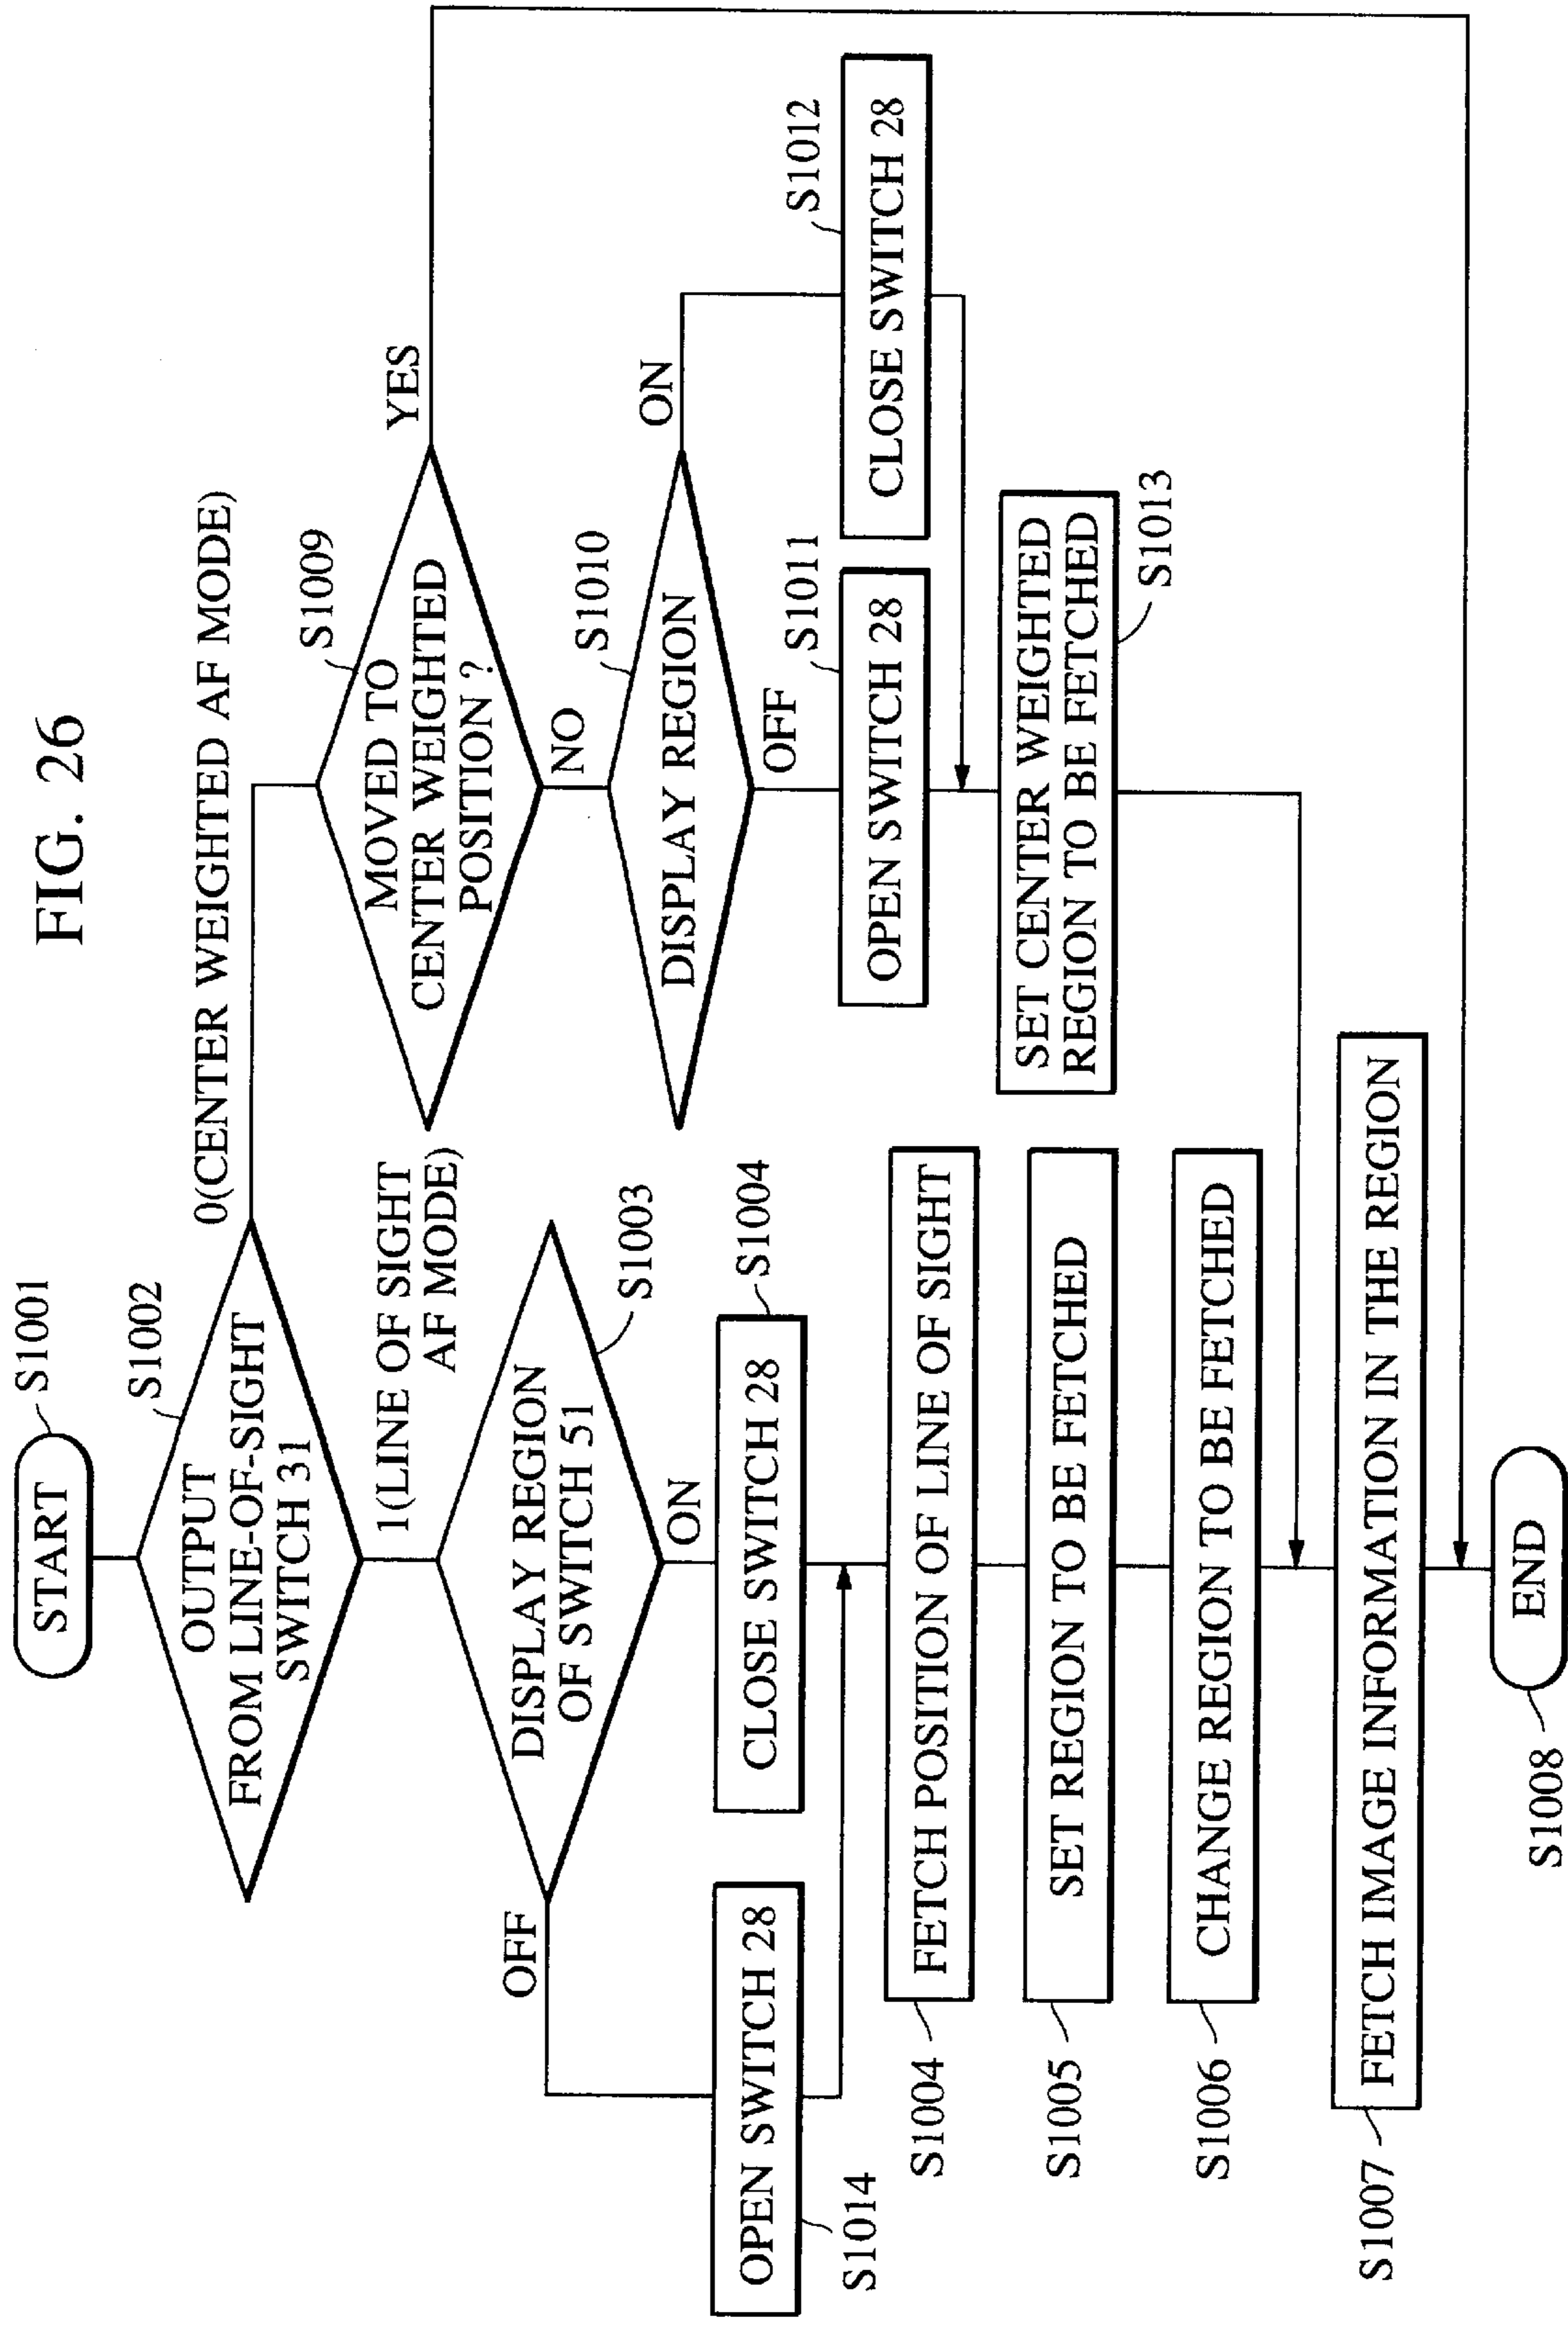 FIG. 26
START
S1001
OUTPUT
FROM LINE-OF-SIGHT
SWITCH 31
S1002
0(CENTER WEIGHTED AF MODE)
1(LINE OF SIGHT
AF MODE)
DISPLAY REGION
OF SWITCH 51
S1003
OFF
ON
OPEN SWITCH 28
S1014
CLOSE SWITCH 28
S1004
FETCH POSITION OF LINE OF SIGHT
S1004
SET REGION TO BE FETCHED
S1005
CHANGE REGION TO BE FETCHED
S1006
MOVED TO
CENTER WEIGHTED
POSITION ?
S1009
YES
NO
DISPLAY REGION
S1010
ON
OFF
OPEN SWITCH 28
S1011
CLOSE SWITCH 28
S1012
SET CENTER WEIGHTED
REGION TO BE FETCHED
S1013
FETCH IMAGE INFORMATION IN THE REGION
S1007
END
S1008